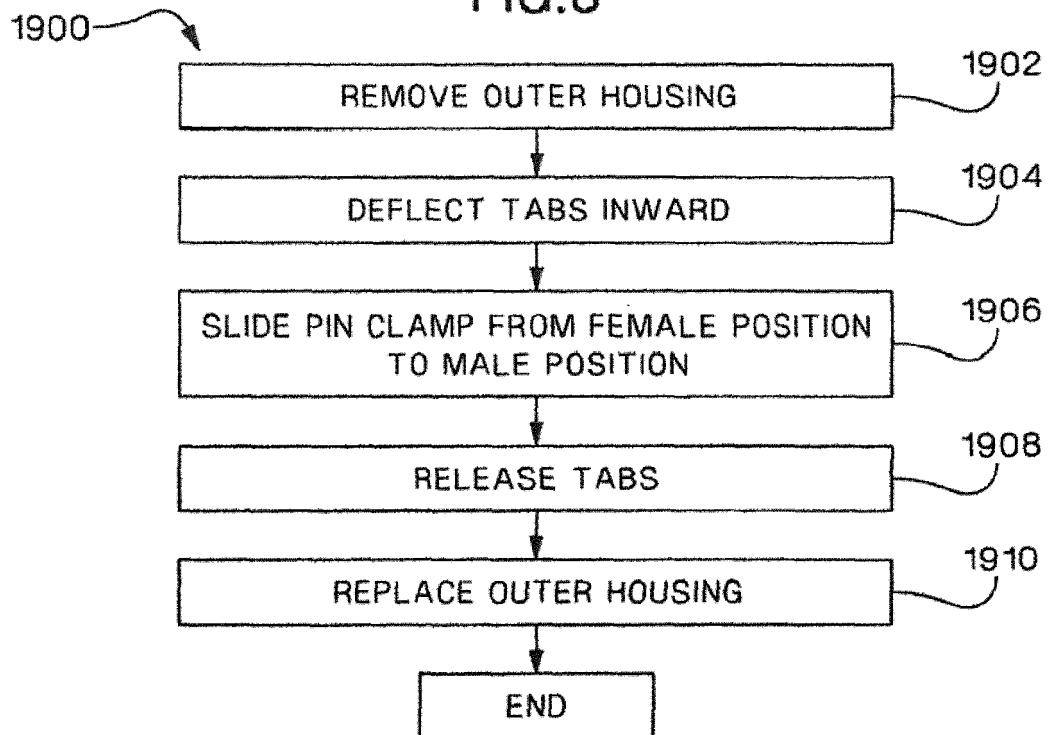 1900
1902
REMOVE OUTER HOUSING
1904
DEFLECT TABS INWARD
1906
SLIDE PIN CLAMP FROM FEMALE POSITION
TO MALE POSITION
1908
RELEASE TABS
1910
REPLACE OUTER HOUSING
END